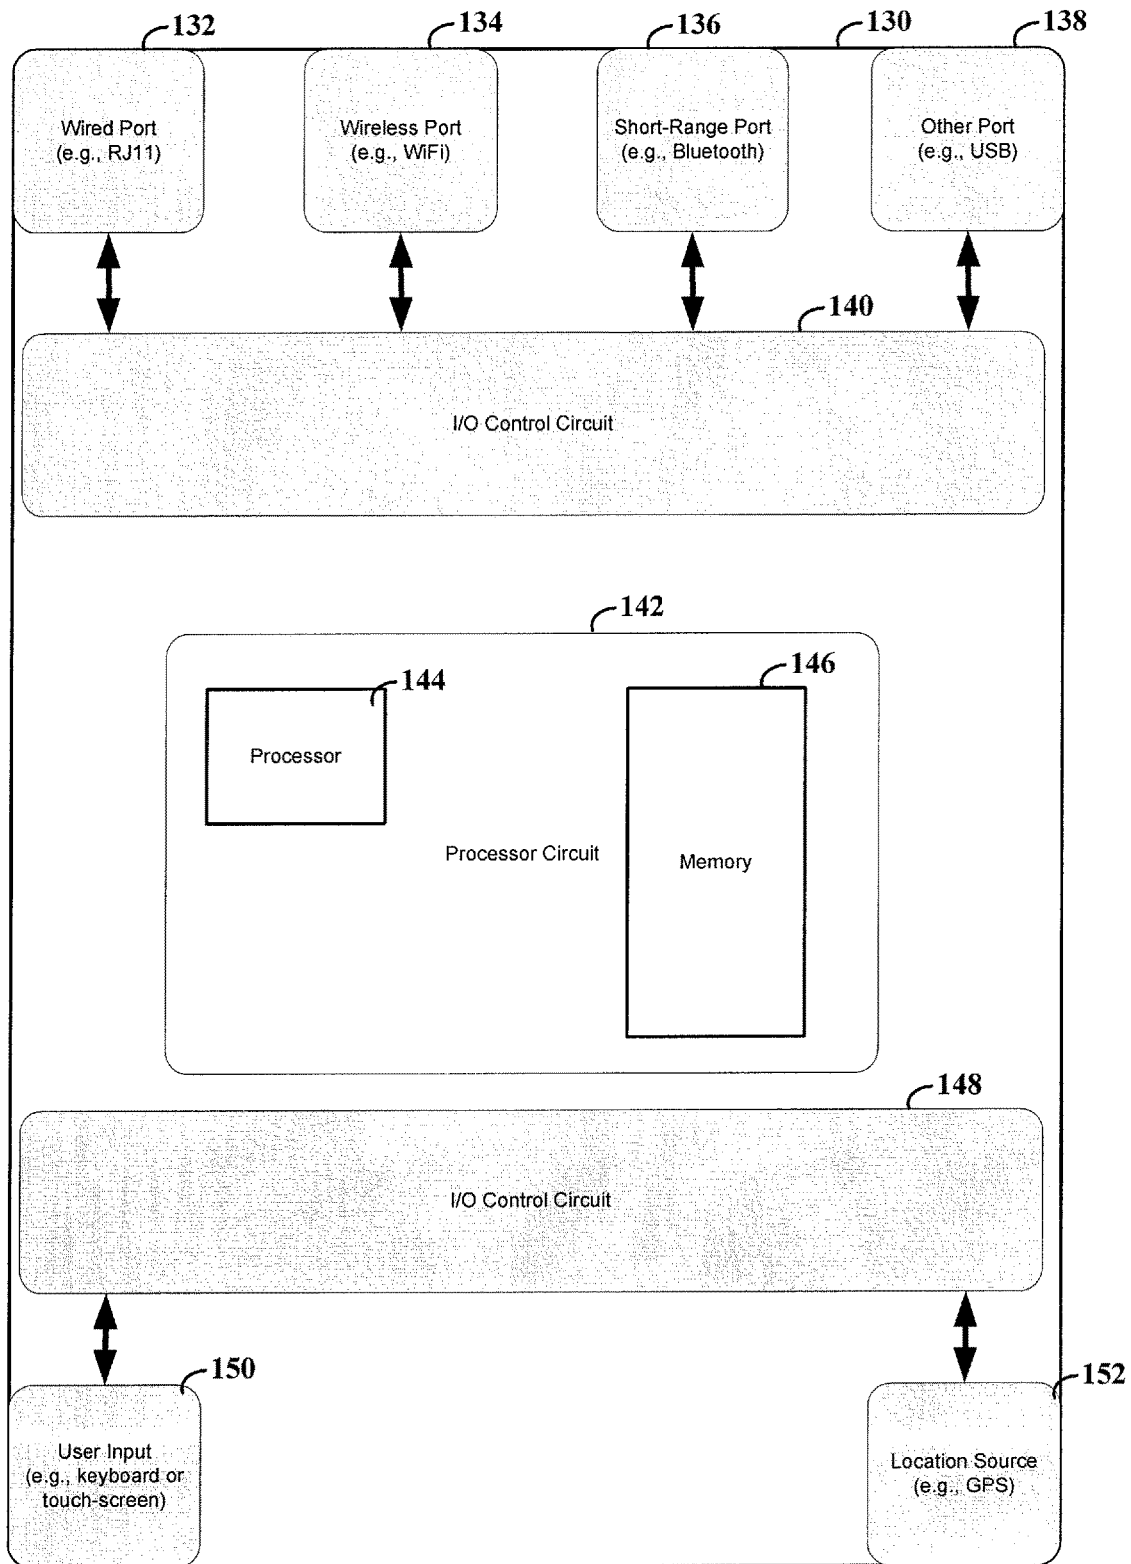 132
134
136
130
138
Wired Port
(e.g., RJ11)
Wireless Port
(e.g., WiFi)
Short-Range Port
(e.g., Bluetooth)
Other Port
(e.g., USB)
140
I/O Control Circuit
142
144
146
Processor
Processor Circuit
Memory
148
I/O Control Circuit
150
152
User Input
(e.g., keyboard or
touch-screen)
Location Source
(e.g., GPS)